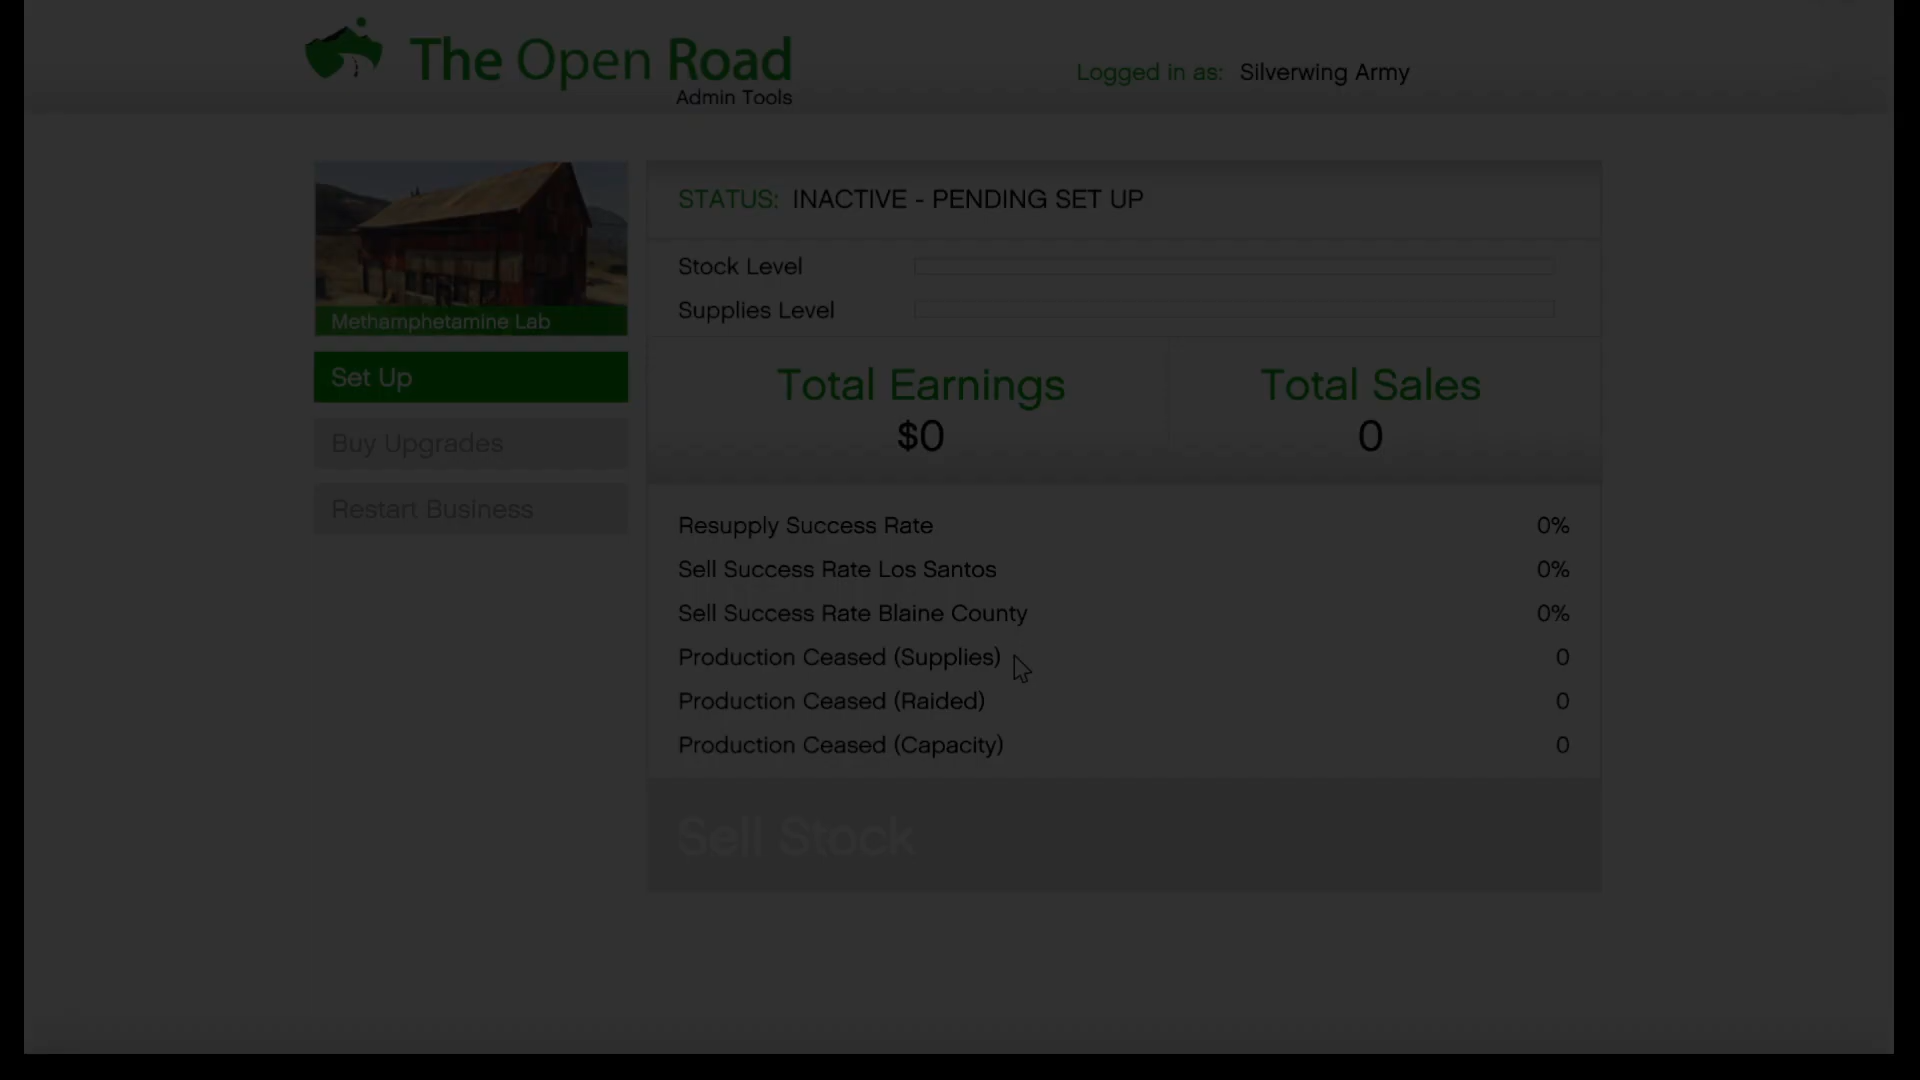 The Open Road
Admin Tools
Logged in as: Silverwing Army
Methamphetamine Lab
Set Up
Buy Upgrades
Restart Business
STATUS: INACTIVE - PENDING SET UP
Stock Level
Supplies Level
Total Earnings
$0
Total Sales
0
Resupply Success Rate 0%
Sell Success Rate Los Santos 0%
Sell Success Rate Blaine County 0%
Production Ceased (Supplies) 0
Production Ceased (Raided) 0
Production Ceased (Capacity) 0
Sell Stock